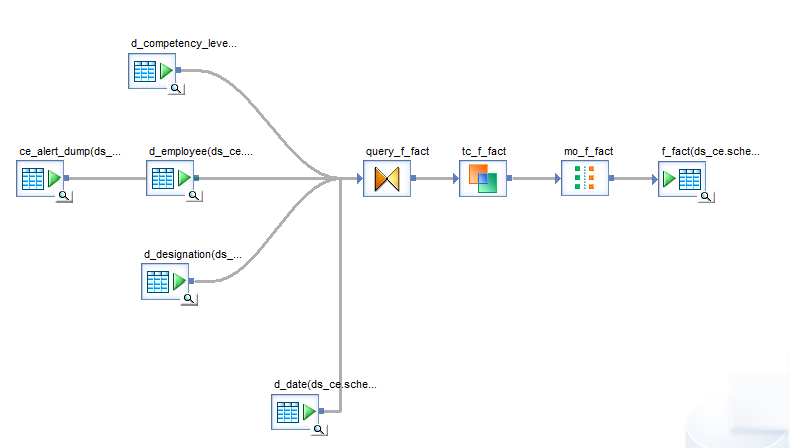 d_competency_leve...
ce_alert_dump(ds_...
d_employee(ds_ce....
query_f_fact
tc_f_fact
mo_f_fact
f_fact(ds_ce.sche...
d_designation(ds_...
d_date(ds_ce.sche...